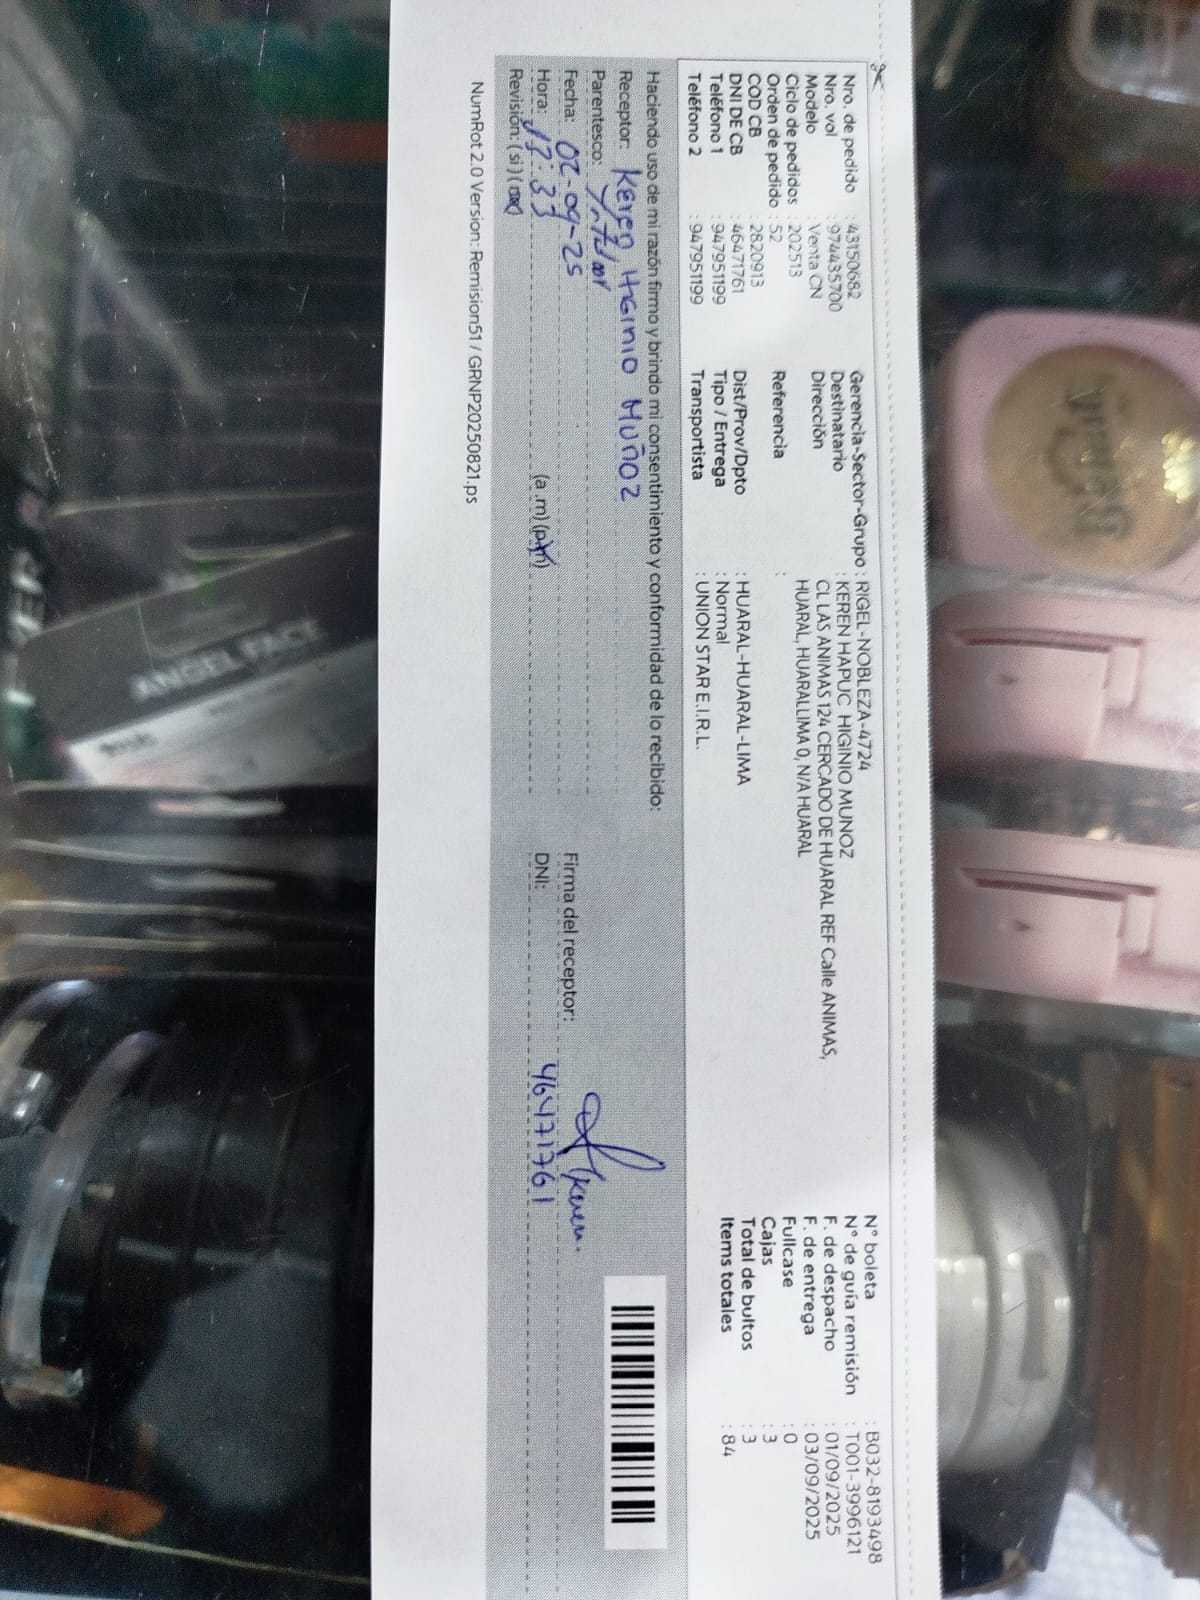 Nro. de pedido : 43150682
Nro. vol : 974435700
Modelo : Venta CN
Ciclo de pedidos : 202513
Orden de pedido : 52
COD CB : 2820913
DNI DE CB : 46471761
Teléfono 1 : 947951199
Teléfono 2 : 947951199
Gerencia-Sector-Grupo : RIGEL-NOBLEZA-4724
Destinatario : KEREN HAPUC HIGINIO MUNOZ
Dirección CL LAS ANIMAS 124 CERCADO DE HUARAL REF Calle ANIMAS,
HUARAL, HUARALLIMA 0, N/A HUARAL
Referencia :
Dist/Prov/Dpto : HUARAL-HUARAL-LIMA
Tipo / Entrega : Normal
Transportista : UNION STAR E.I.R.L.
N° boleta : B032-8193498
N° de guía remisión : T001-3996121
F. de despacho : 01/09/2025
F. de entrega : 03/09/2025
Fullcase : 0
Cajas : 3
Total de bultos : 3
Items totales : 84
Haciendo uso de mi razón firmo y brindo mi consentimiento y conformidad de lo recibido:
Receptor: Keren HiGINIO MUÑOZ
Parentesco:
Fecha: 02-09-25
Hora: 13:33 (a .m) (p.m)
Revisión: ( si ) ( no )
Firma del receptor: Keren.
DNI: 46471761
NumRot 2.0 Version: Remision51 / GRNP20250821.ps
ANGEL FACE